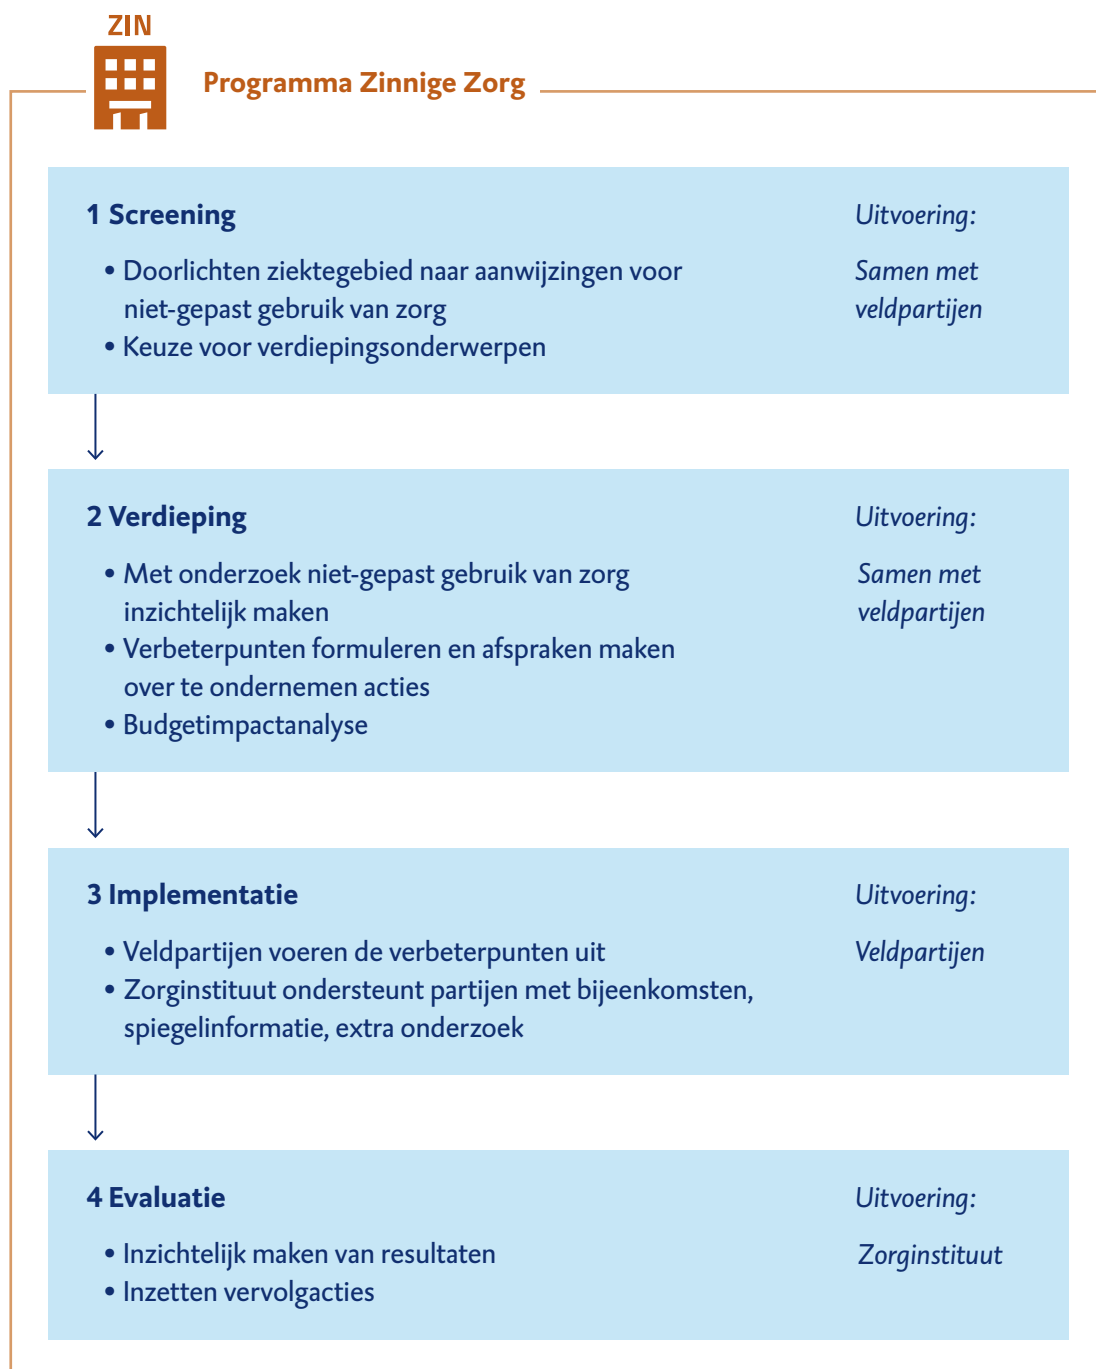 ZIN
Programma Zinnige Zorg
1 Screening
Uitvoering:
• Doorlichten ziektegebied naar aanwijzingen voor
niet-gepast gebruik van zorg
• Keuze voor verdiepingsonderwerpen
Samen met
veldpartijen
2 Verdieping
Uitvoering:
• Met onderzoek niet-gepast gebruik van zorg
inzichtelijk maken
• Verbeterpunten formuleren en afspraken maken
over te ondernemen acties
• Budgetimpactanalyse
Samen met
veldpartijen
3 Implementatie
Uitvoering:
• Veldpartijen voeren de verbeterpunten uit
• Zorginstituut ondersteunt partijen met bijeenkomsten,
spiegelinformatie, extra onderzoek
Veldpartijen
4 Evaluatie
Uitvoering:
• Inzichtelijk maken van resultaten
• Inzetten vervolgacties
Zorginstituut